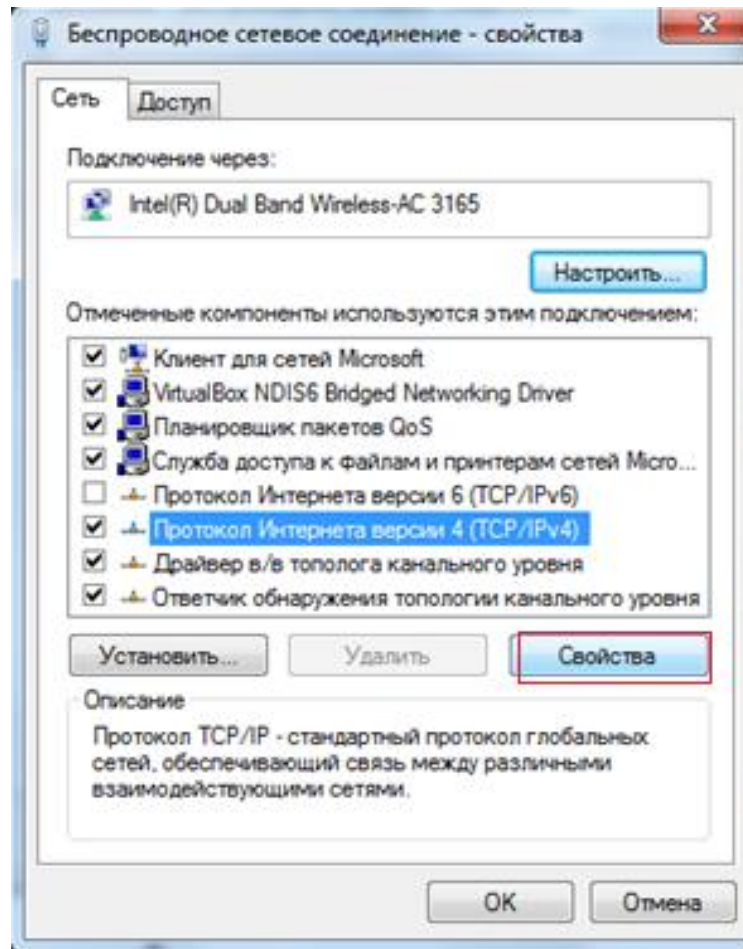 Беспроводное сетевое соединение - свойства
Сеть
Доступ
Подключение через:
Intel(R) Dual Band Wireless-AC 3165
Настроить...
Отмеченные компоненты используются этим подключением:
Клиент для сетей Microsoft
VirtualBox NDIS6 Bridged Networking Driver
Планировщик пакетов QoS
Служба доступа к файлам и принтерам сетей Micro...
Протокол Интернета версии 6 (TCP/IPv6)
Протокол Интернета версии 4 (TCP/IPv4)
Драйвер в/в тополога канального уровня
Ответчик обнаружения топологии канального уровня
Установить...
Удалить
Свойства
Описание
Протокол TCP/IP - стандартный протокол глобальных
сетей, обеспечивающий связь между различными
взаимодействующими сетями.
OK
Отмена